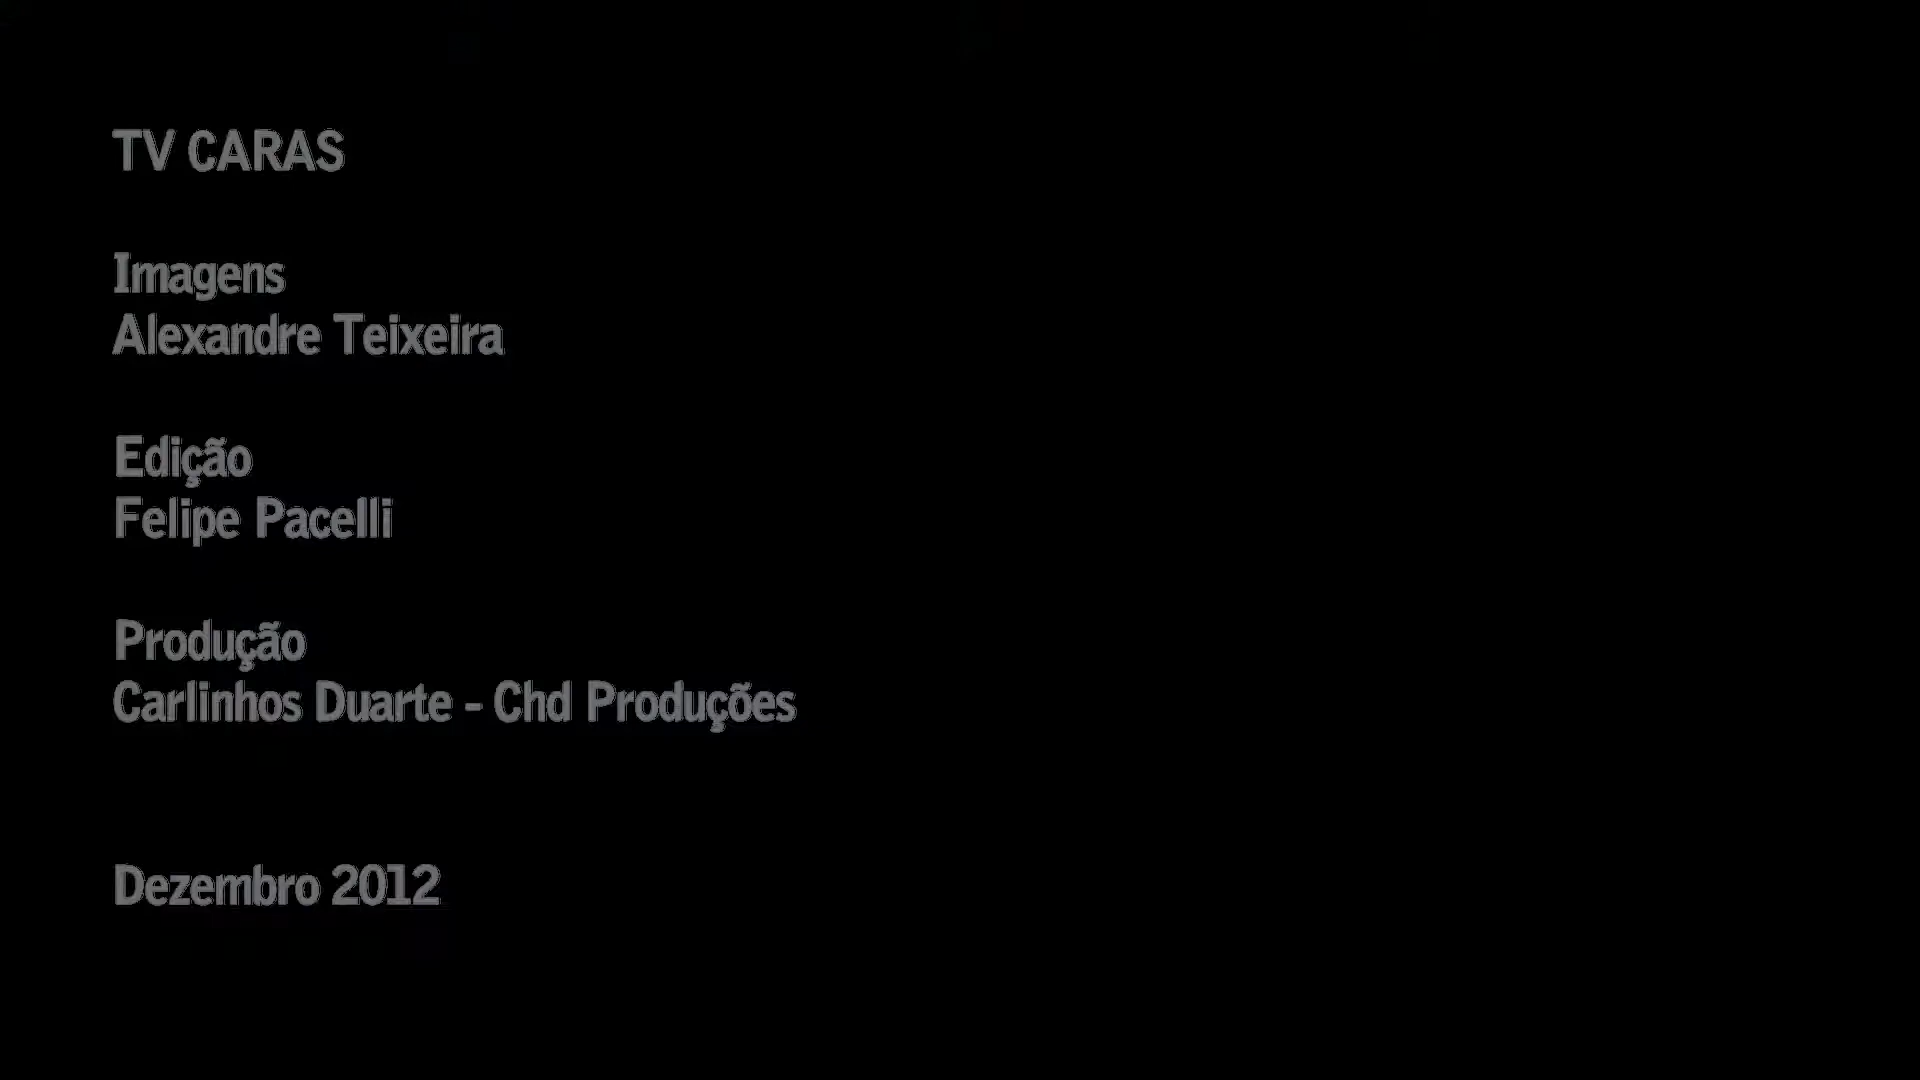 TV CARAS
Imagens
Alexandre Teixeira
Edição
Felipe Pacelli
Produção
Carlinhos Duarte - Chd Produções
Dezembro 2012